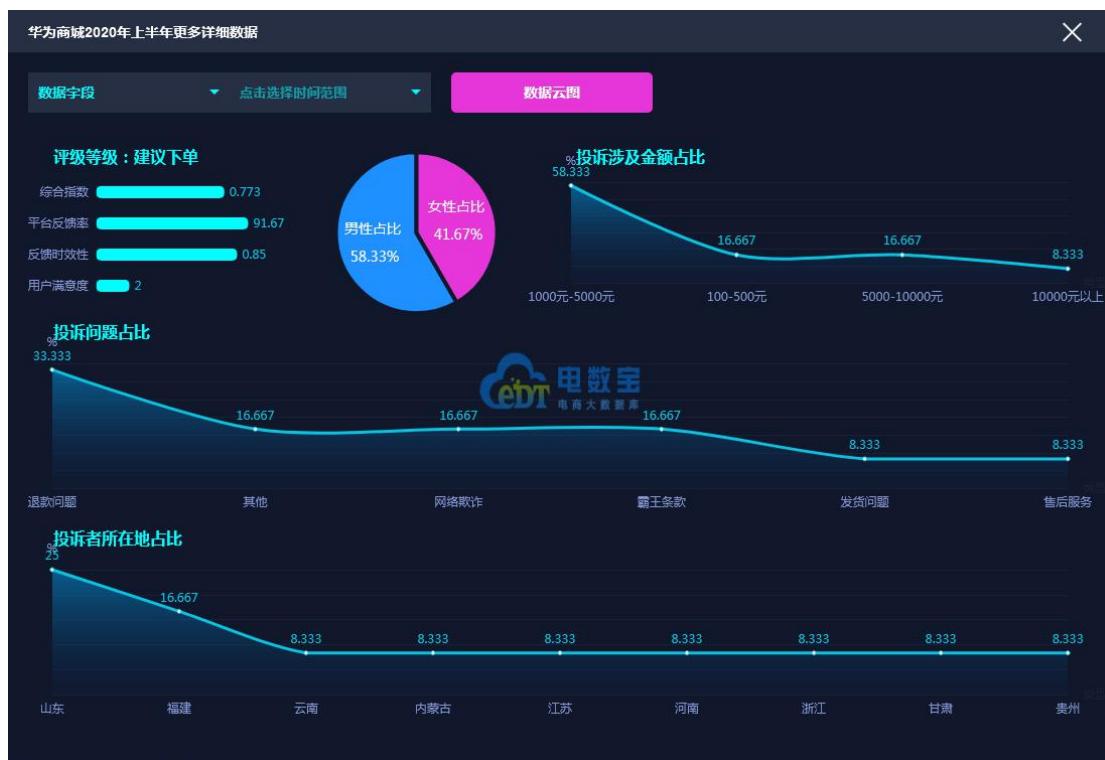 华为商城2020年上半年更多详细数据
数据字段
点击选择时间范围
数据云图
评级等级：建议下单
综合指数 0.773
平台反馈率 91.67
反馈时效性 0.85
用户满意度 2
男性占比
58.33%
女性占比
41.67%
投诉涉及金额占比
%
58.333
16.667
16.667
8.333
1000元-5000元
100-500元
5000-10000元
10000元以上
投诉问题占比
%
33.333
16.667
16.667
16.667
8.333
8.333
退款问题
其他
网络欺诈
霸王条款
发货问题
售后服务
ebDT 电数宝
电商大数据库
投诉者所在地占比
%
25
16.667
8.333
8.333
8.333
8.333
8.333
8.333
8.333
山东
福建
云南
内蒙古
江苏
河南
浙江
甘肃
贵州